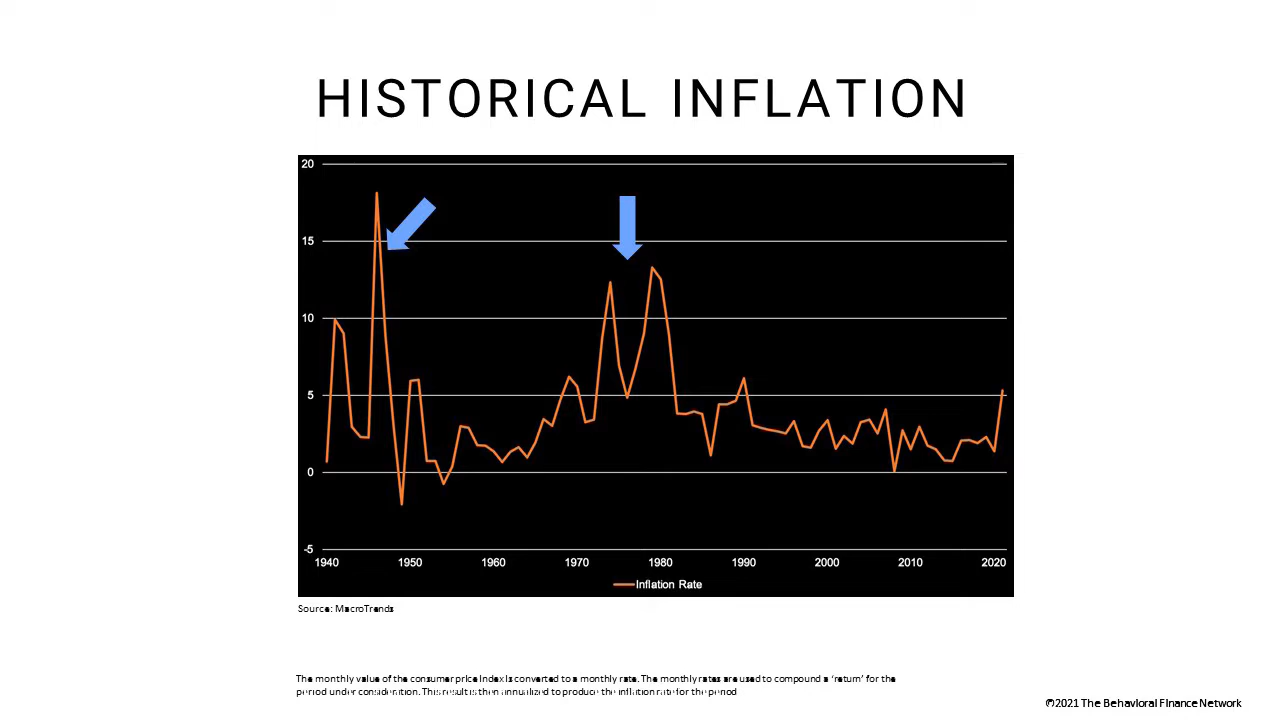 HISTORICAL INFLATION
20
15
10
5
0
-5
1940 1950 1960 1970 1980 1990 2000 2010 2020
Inflation Rate
Source: MacroTrends
The monthly value of the consumer price index is converted to a monthly rate. The monthly rates are used to compound a ‘return’ for the
period under consideration. This result is then annualized to produce the inflation rate for the period
©2021 The Behavioral Finance Network